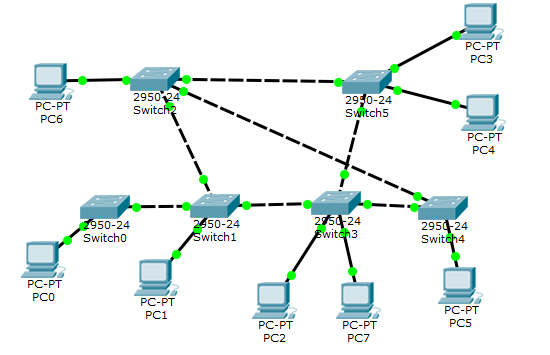 PC-PT
PC3
2950-24
Switch2
2950-24
Switch5
PC-PT
PC6
PC-PT
PC4
2950-24
Switch0
2950-24
Switch1
2950-24
Switch3
2950-24
Switch4
PC-PT
PC0
PC-PT
PC1
PC-PT
PC2
PC-PT
PC7
PC-PT
PC5